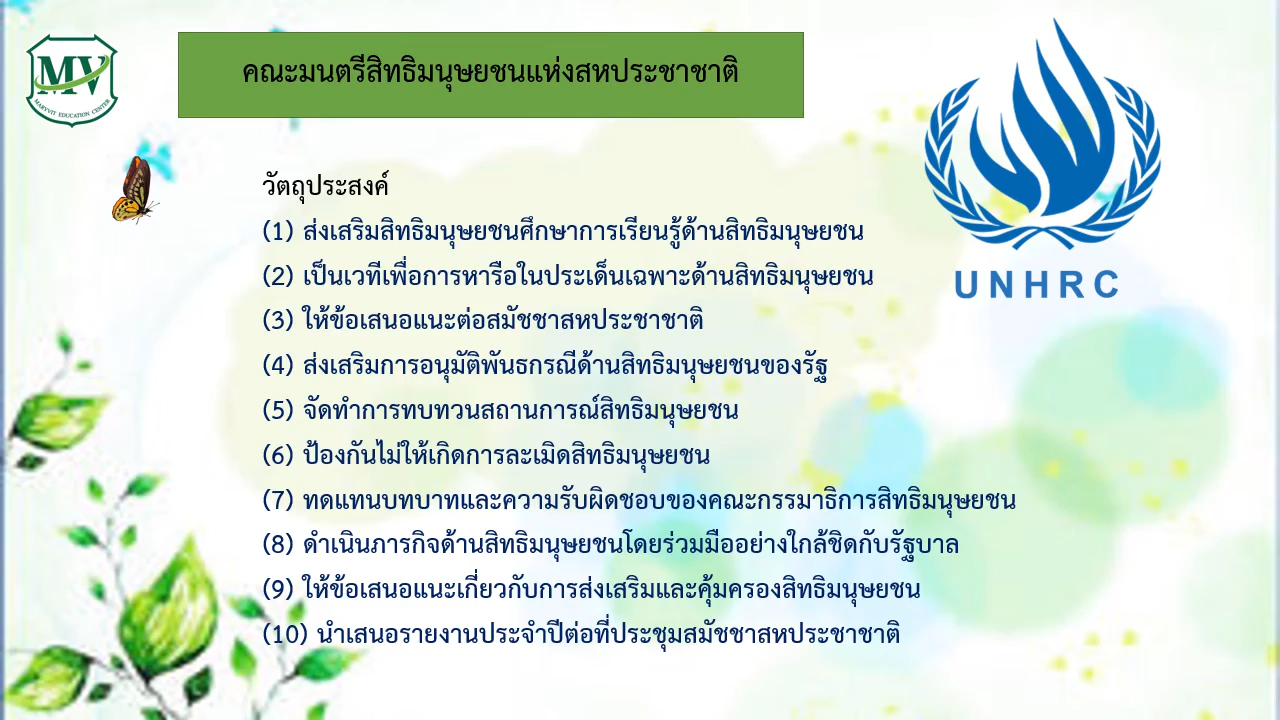 MV
MARYVIT EDUCATION CENTER
คณะมนตรีสิทธิมนุษยชนแห่งสหประชาชาติ
UNHRC
วัตถุประสงค์
(1) ส่งเสริมสิทธิมนุษยชนศึกษาการเรียนรู้ด้านสิทธิมนุษยชน
(2) เป็นเวทีเพื่อการหารือในประเด็นเฉพาะด้านสิทธิมนุษยชน
(3) ให้ข้อเสนอแนะต่อสมัชชาสหประชาชาติ
(4) ส่งเสริมการอนุมัติพันธกรณีด้านสิทธิมนุษยชนของรัฐ
(5) จัดทำการทบทวนสถานการณ์สิทธิมนุษยชน
(6) ป้องกันไม่ให้เกิดการละเมิดสิทธิมนุษยชน
(7) ทดแทนบทบาทและความรับผิดชอบของคณะกรรมาธิการสิทธิมนุษยชน
(8) ดำเนินภารกิจด้านสิทธิมนุษยชนโดยร่วมมืออย่างใกล้ชิดกับรัฐบาล
(9) ให้ข้อเสนอแนะเกี่ยวกับการส่งเสริมและคุ้มครองสิทธิมนุษยชน
(10) นำเสนอรายงานประจำปีต่อที่ประชุมสมัชชาสหประชาชาติ